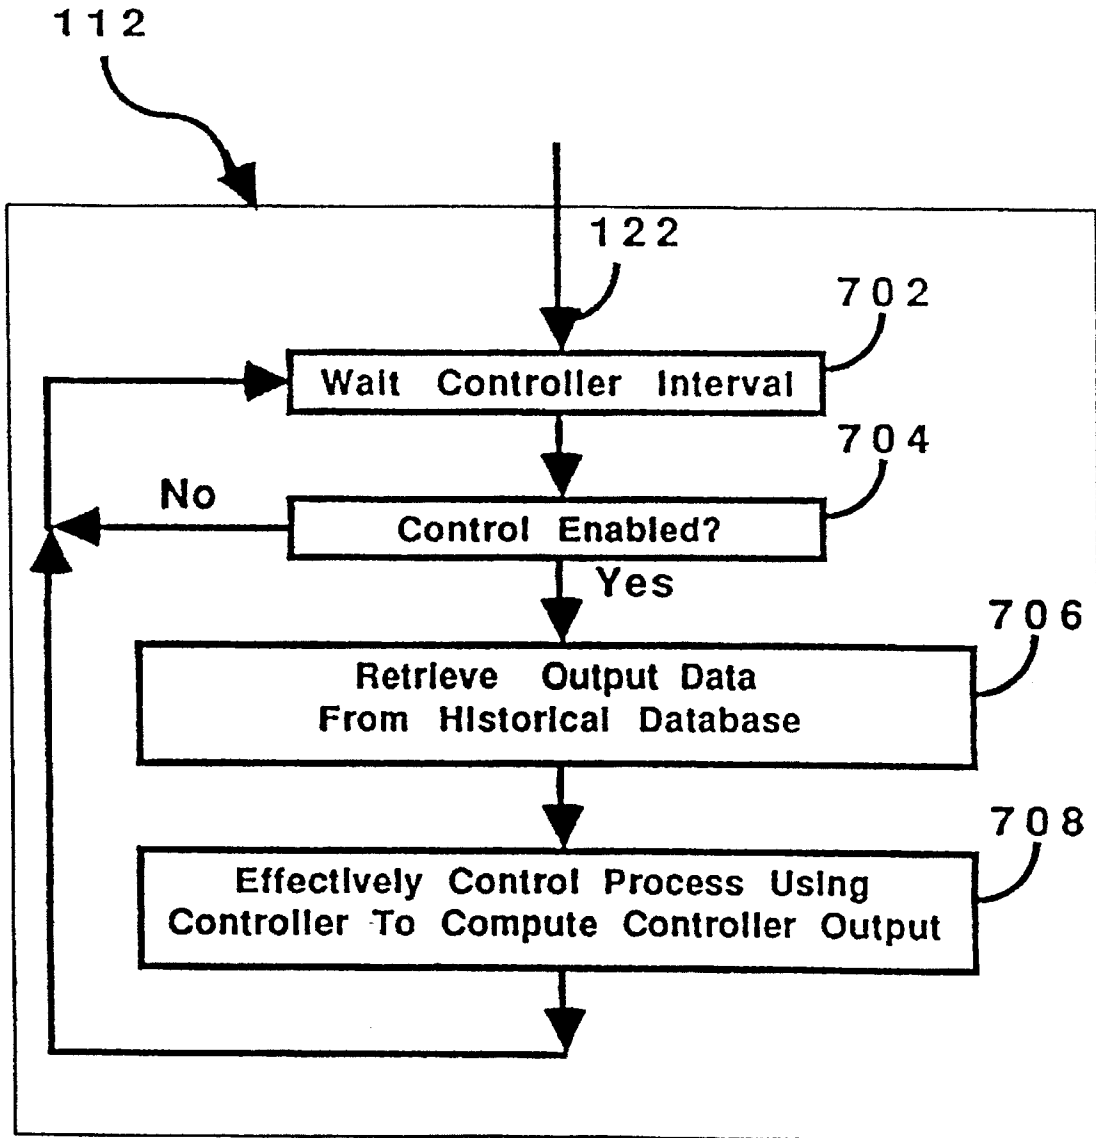 112
122
702
Wait Controller Interval
704
No
Control Enabled?
Yes
706
Retrieve Output Data
From Historical Database
708
Effectively Control Process Using
Controller To Compute Controller Output